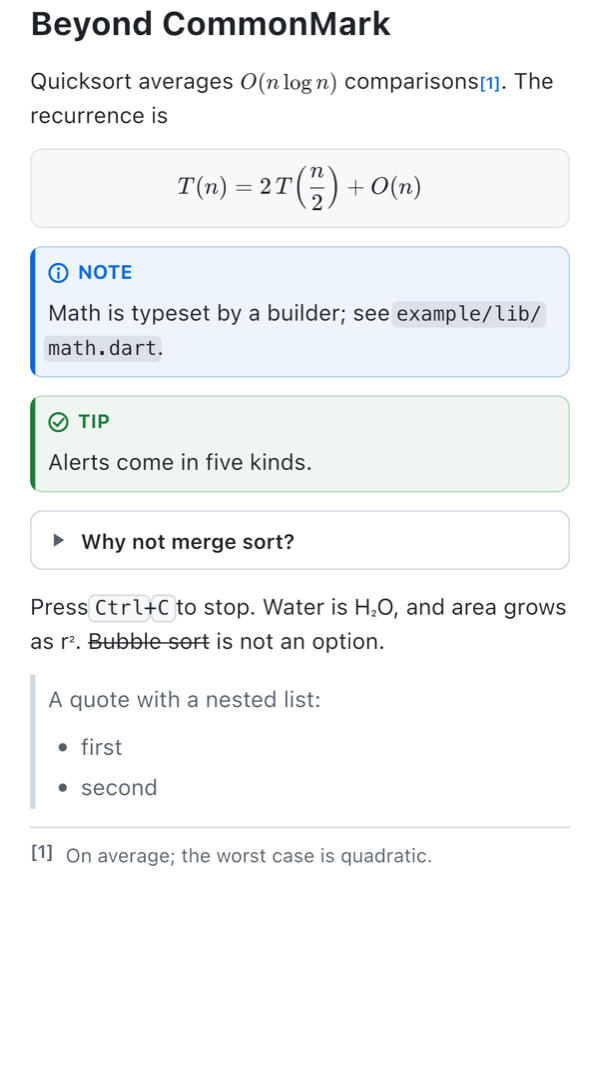 Beyond CommonMark
Quicksort averages O(n log n) comparisons[1]. The
recurrence is
T(n) = 2T(n/2) + O(n)
NOTE
Math is typeset by a builder; see example/lib/
math.dart.
TIP
Alerts come in five kinds.
Why not merge sort?
Press Ctrl+C to stop. Water is H₂O, and area grows
as r². Bubble sort is not an option.
A quote with a nested list:
• first
• second
[1] On average; the worst case is quadratic.